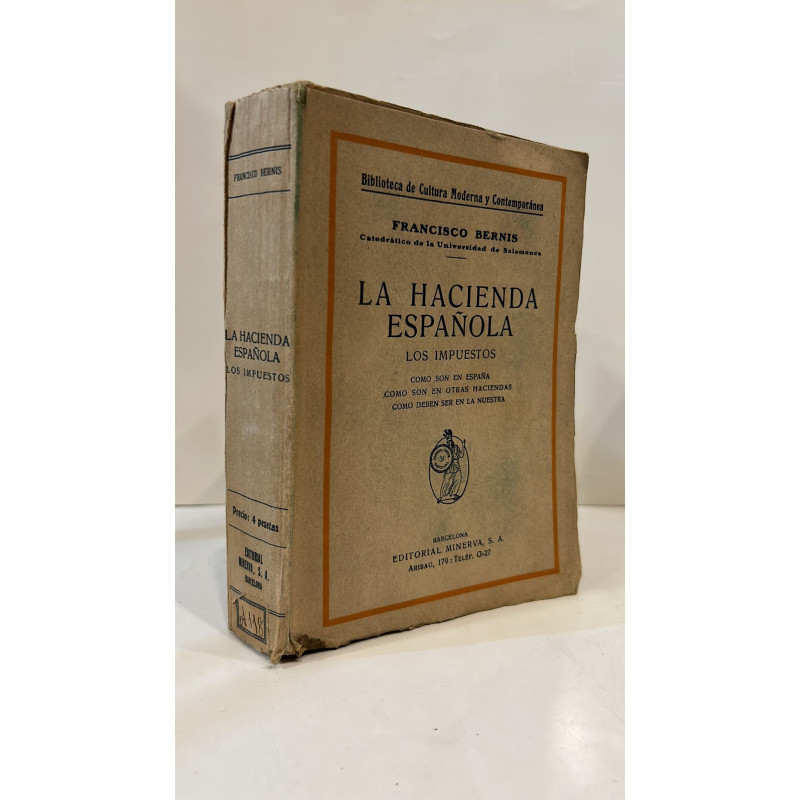 FRANCISCO BERNIS
LA HACIENDA
ESPAÑOLA
LOS IMPUESTOS
Precio: 4 pesetas
EDITORIAL
MINERVA, S. A.
BARCELONA
Biblioteca de Cultura Moderna y Contemporánea
FRANCISCO BERNIS
Catedrático de la Universidad de Salamanca
LA HACIENDA
ESPAÑOLA
LOS IMPUESTOS
COMO SON EN ESPAÑA
COMO SON EN OTRAS HACIENDAS
COMO DEBEN SER EN LA NUESTRA
BARCELONA
EDITORIAL MINERVA, S. A.
ARIBAU, 179 : TELÉF. G-27